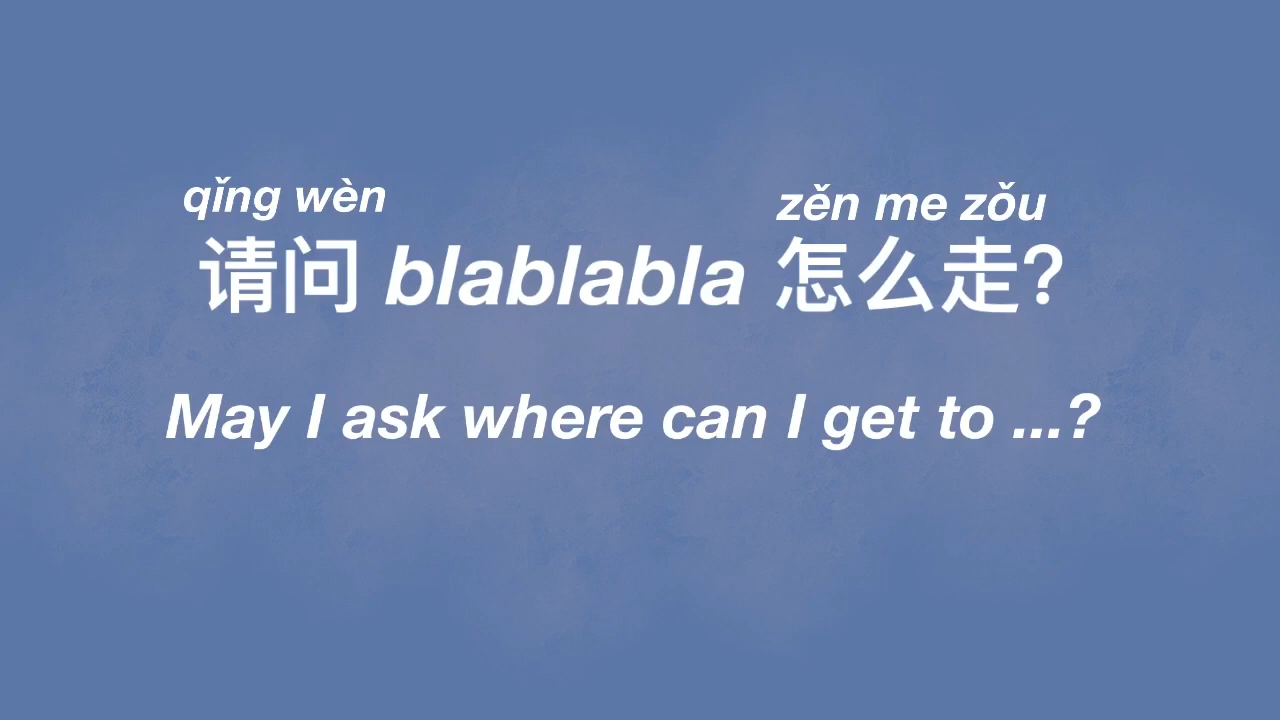 qǐng wèn zěn me zǒu
请问 blablabla 怎么走？
May I ask where can I get to ...?